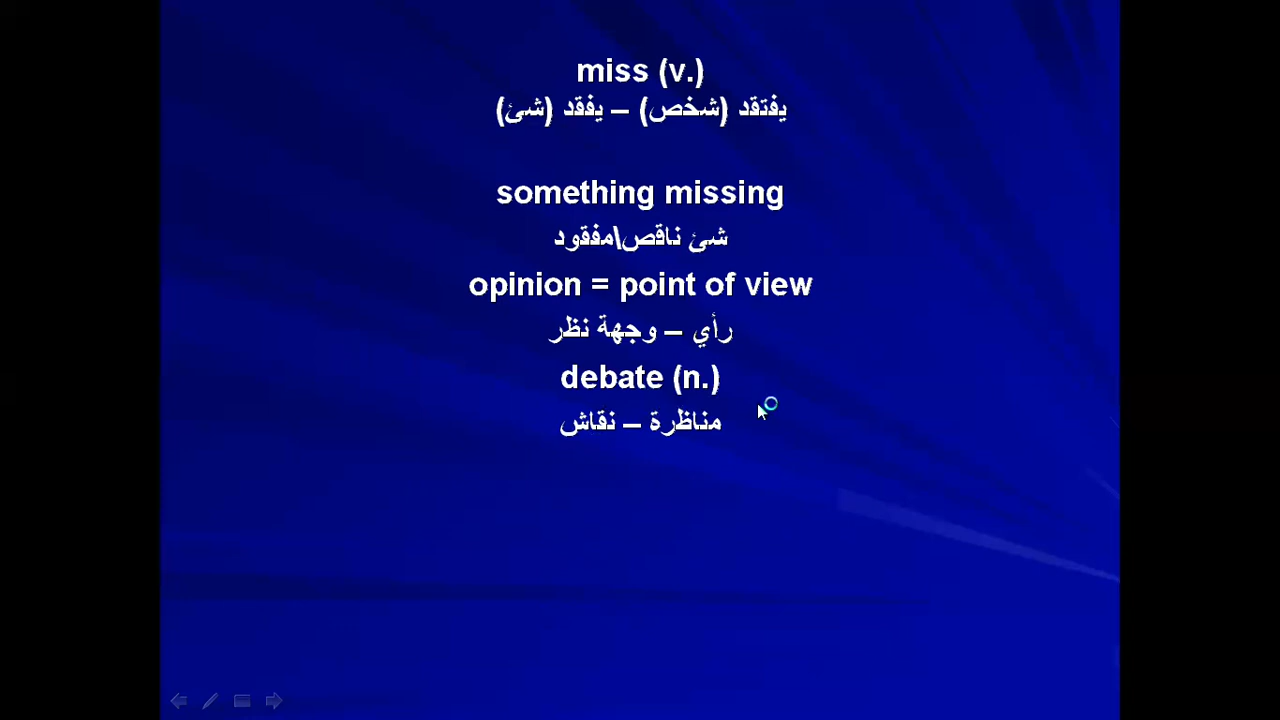 miss (v.)
يفتقد (شخص) – يفقد (شئ)
something missing
شئ ناقص\مفقود
opinion = point of view
رأي – وجهة نظر
debate (n.)
مناظرة – نقاش